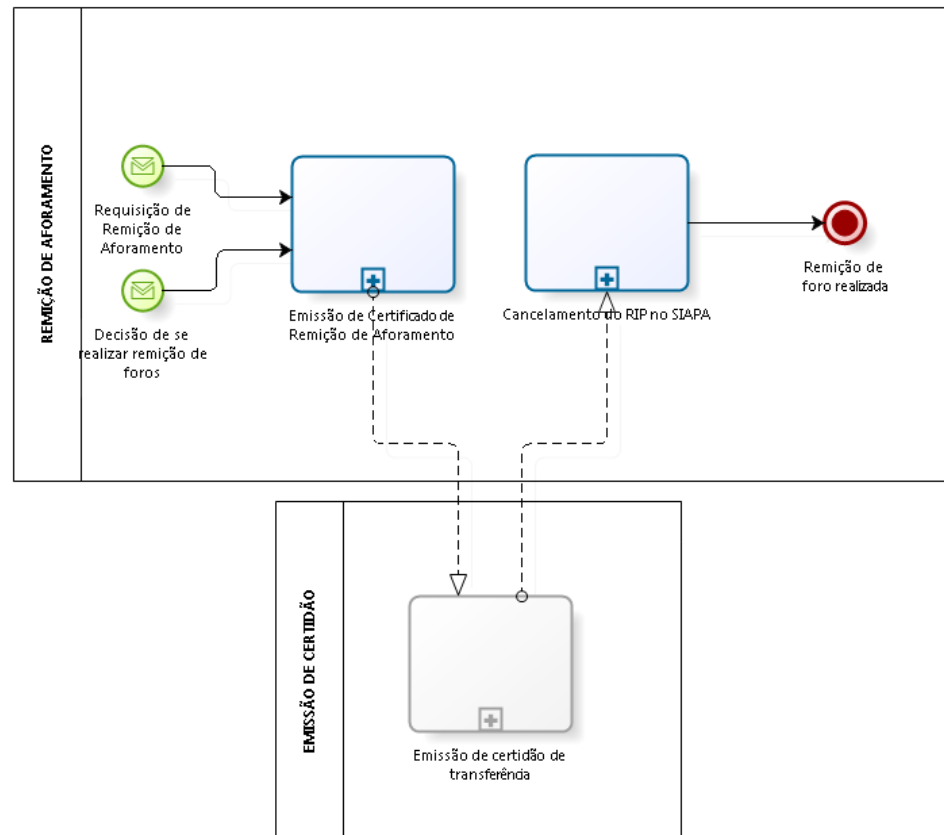 REMIÇÃO DE AFORAMENTO
Requisição de
Remição de
Aforamento
Decisão de se
realizar remição de
foros
Emissão de Certificado de
Remição de Aforamento
Cancelamento do RIP no SIAPA
Remição de
foro realizada
EMISSÃO DE CERTIDÃO
Emissão de certidão de
transferência